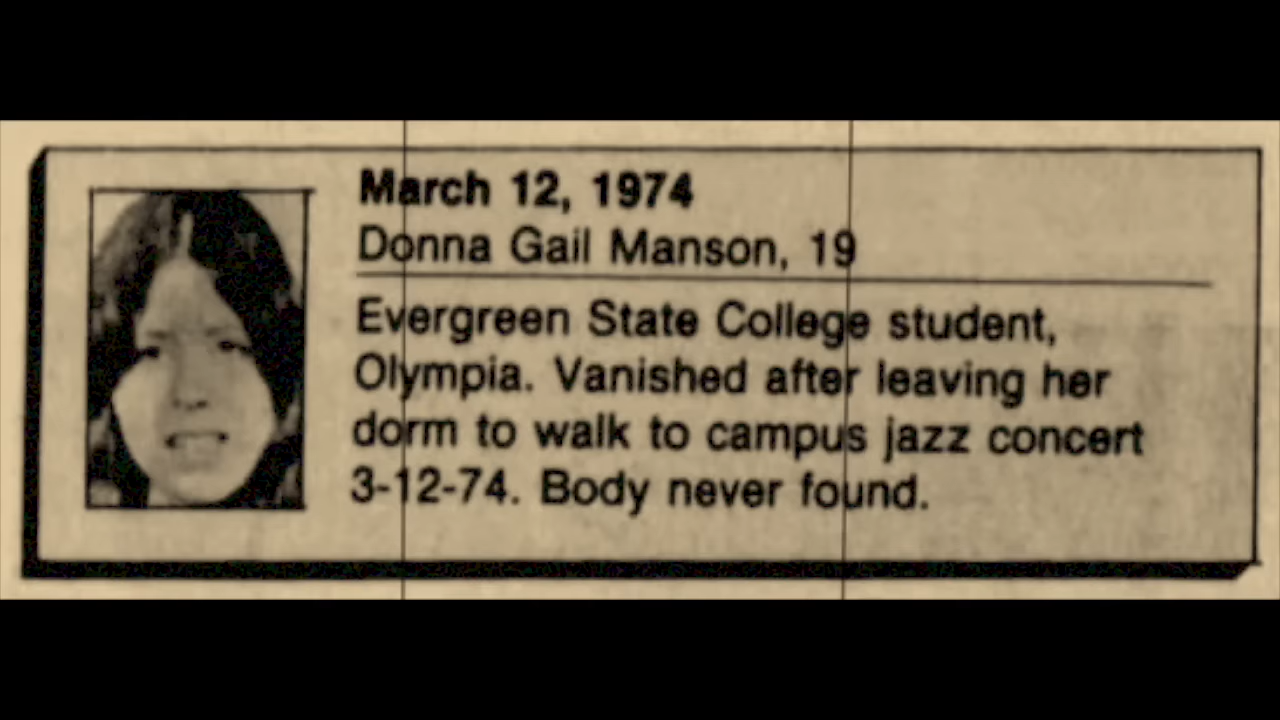 March 12, 1974
Donna Gail Manson, 19
Evergreen State College student,
Olympia. Vanished after leaving her
dorm to walk to campus jazz concert
3-12-74. Body never found.